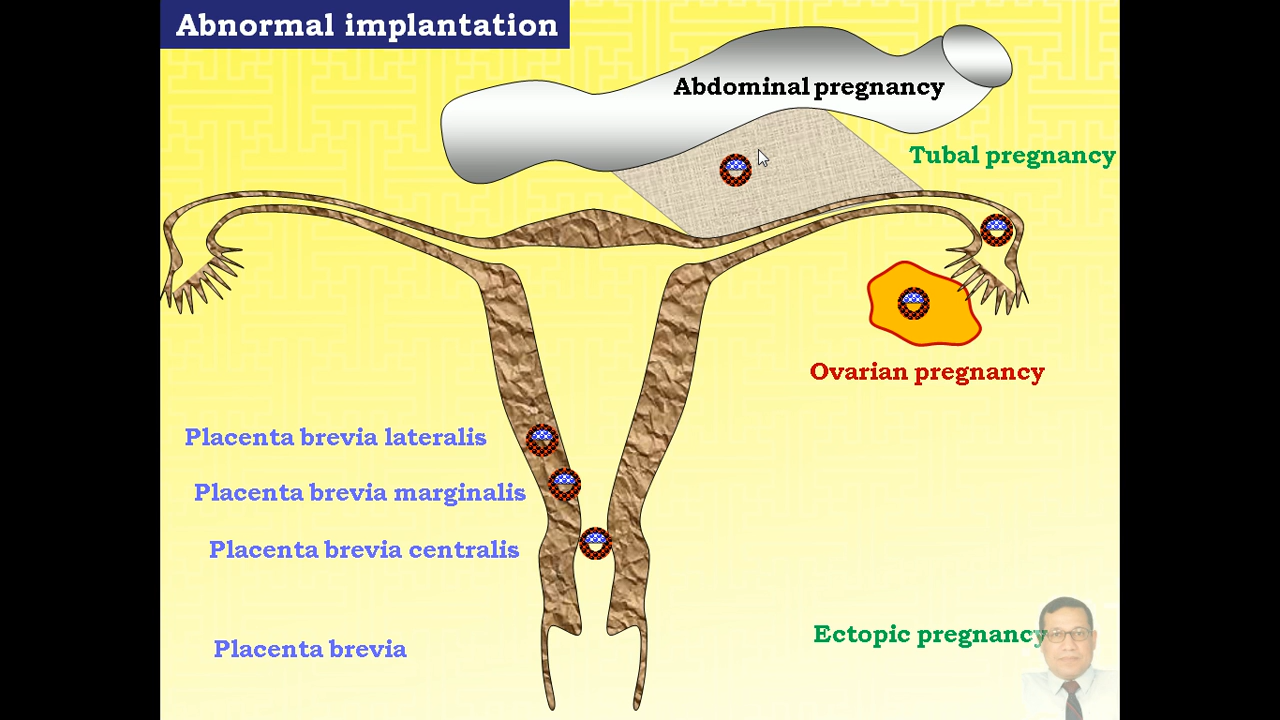 Abnormal implantation
Abdominal pregnancy
Tubal pregnancy
Ovarian pregnancy
Placenta brevia lateralis
Placenta brevia marginalis
Placenta brevia centralis
Placenta brevia
Ectopic pregnancy